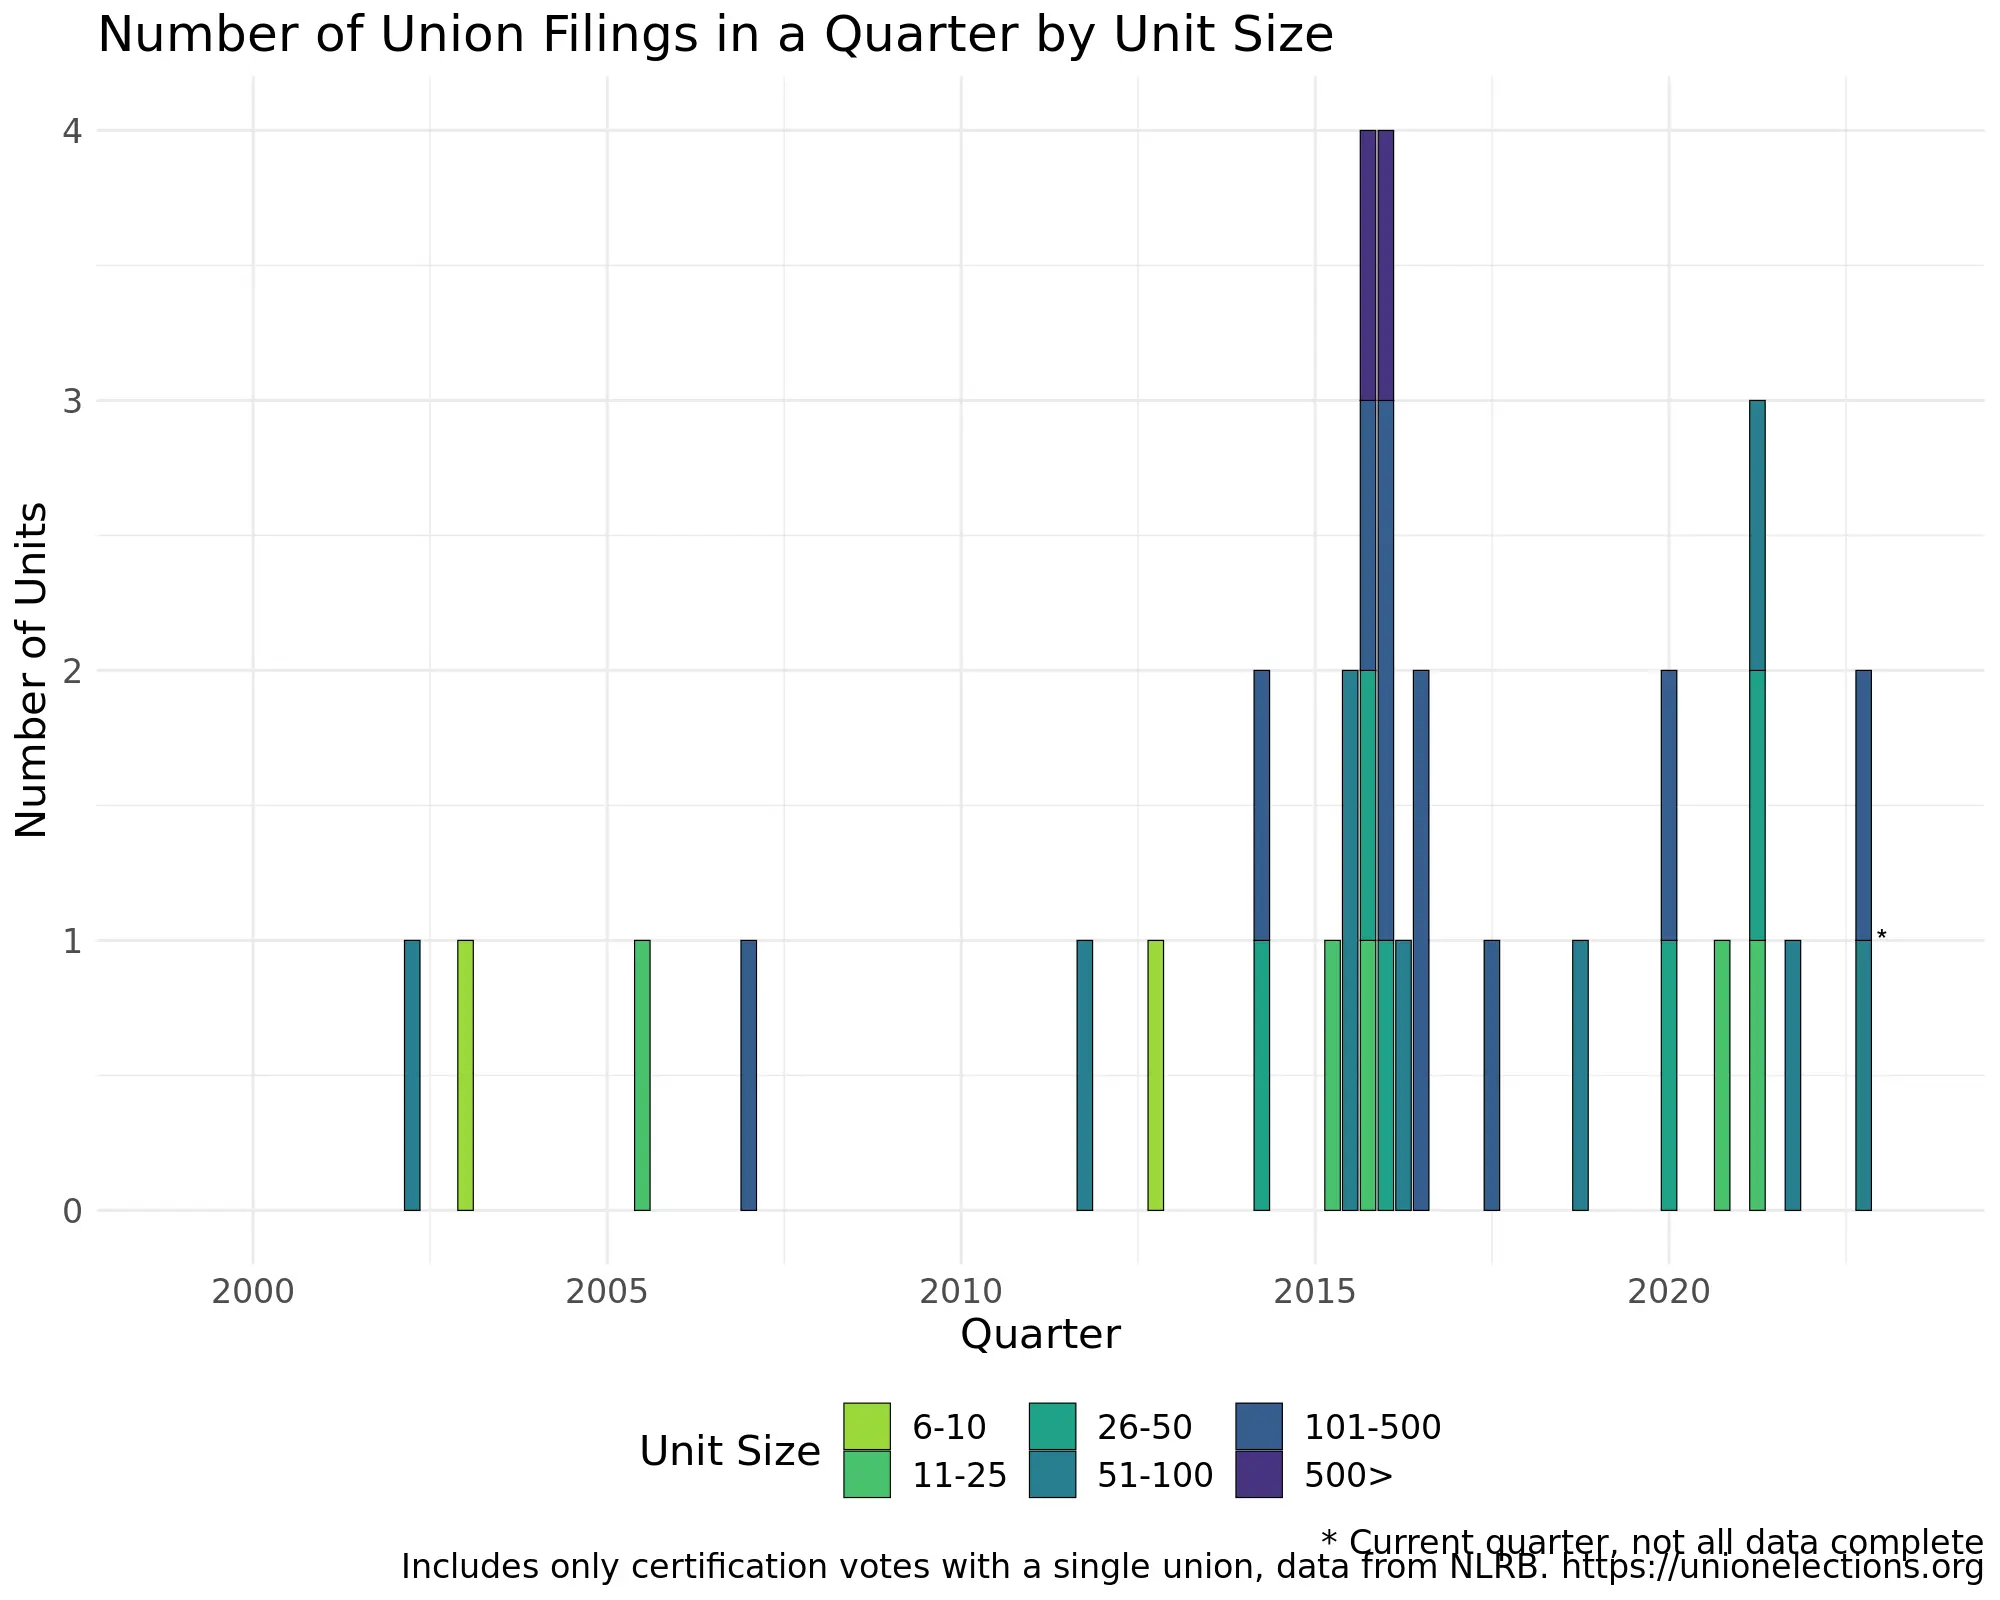 Number of Union Filings in a Quarter by Unit Size
4
3
2
1
0
Number of Units
*
2000 2005 2010 2015 2020
Quarter
Unit Size
6-10 26-50 101-500
11-25 51-100 500>
* Current quarter, not all data complete
Includes only certification votes with a single union, data from NLRB. https://unionelections.org